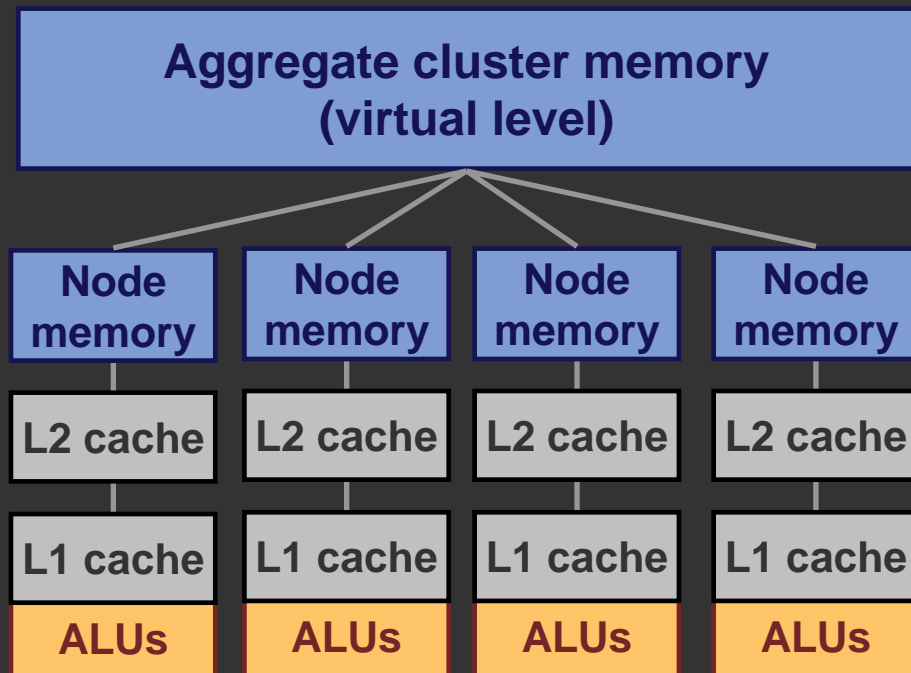 Aggregate cluster memory
(virtual level)
Node
memory
Node
memory
Node
memory
Node
memory
L2 cache
L2 cache
L2 cache
L2 cache
L1 cache
L1 cache
L1 cache
L1 cache
ALUs
ALUs
ALUs
ALUs